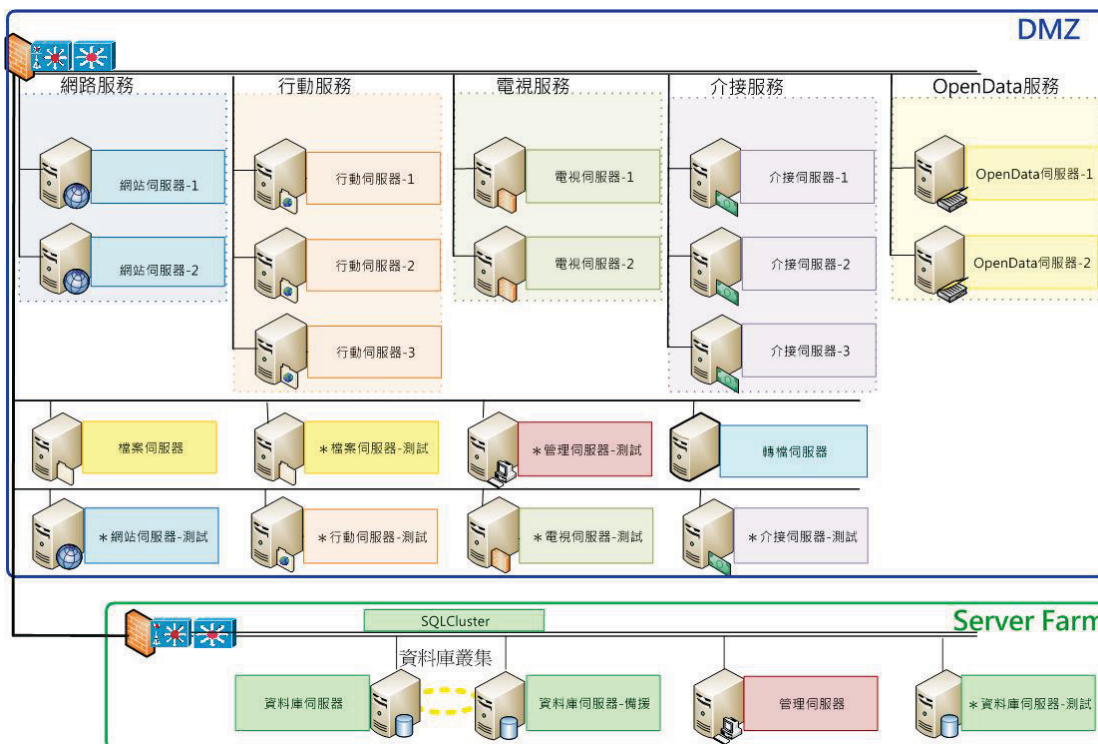 DMZ
網路服務
行動服務
電視服務
介接服務
OpenData服務
網站伺服器-1
行動伺服器-1
電視伺服器-1
介接伺服器-1
OpenData伺服器-1
網站伺服器-2
行動伺服器-2
電視伺服器-2
介接伺服器-2
OpenData伺服器-2
行動伺服器-3
介接伺服器-3
檔案伺服器
*檔案伺服器-測試
*管理伺服器-測試
轉檔伺服器
*網站伺服器-測試
*行動伺服器-測試
*電視伺服器-測試
*介接伺服器-測試
SQLCluster
Server Farm
資料庫叢集
資料庫伺服器
資料庫伺服器-備援
管理伺服器
*資料庫伺服器-測試